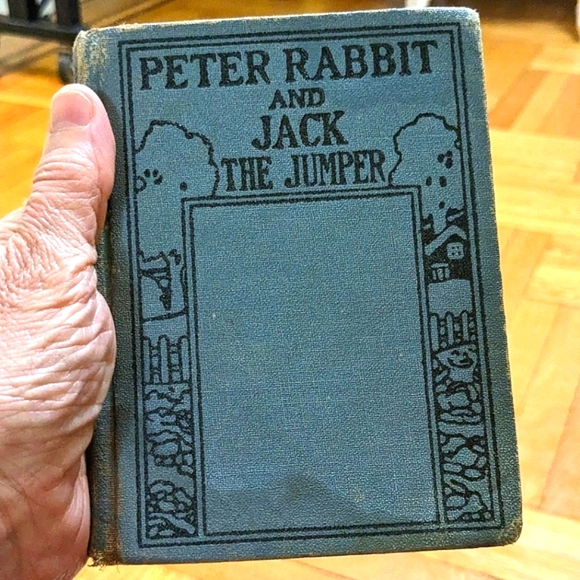 PETER RABBIT
AND
JACK
THE JUMPER